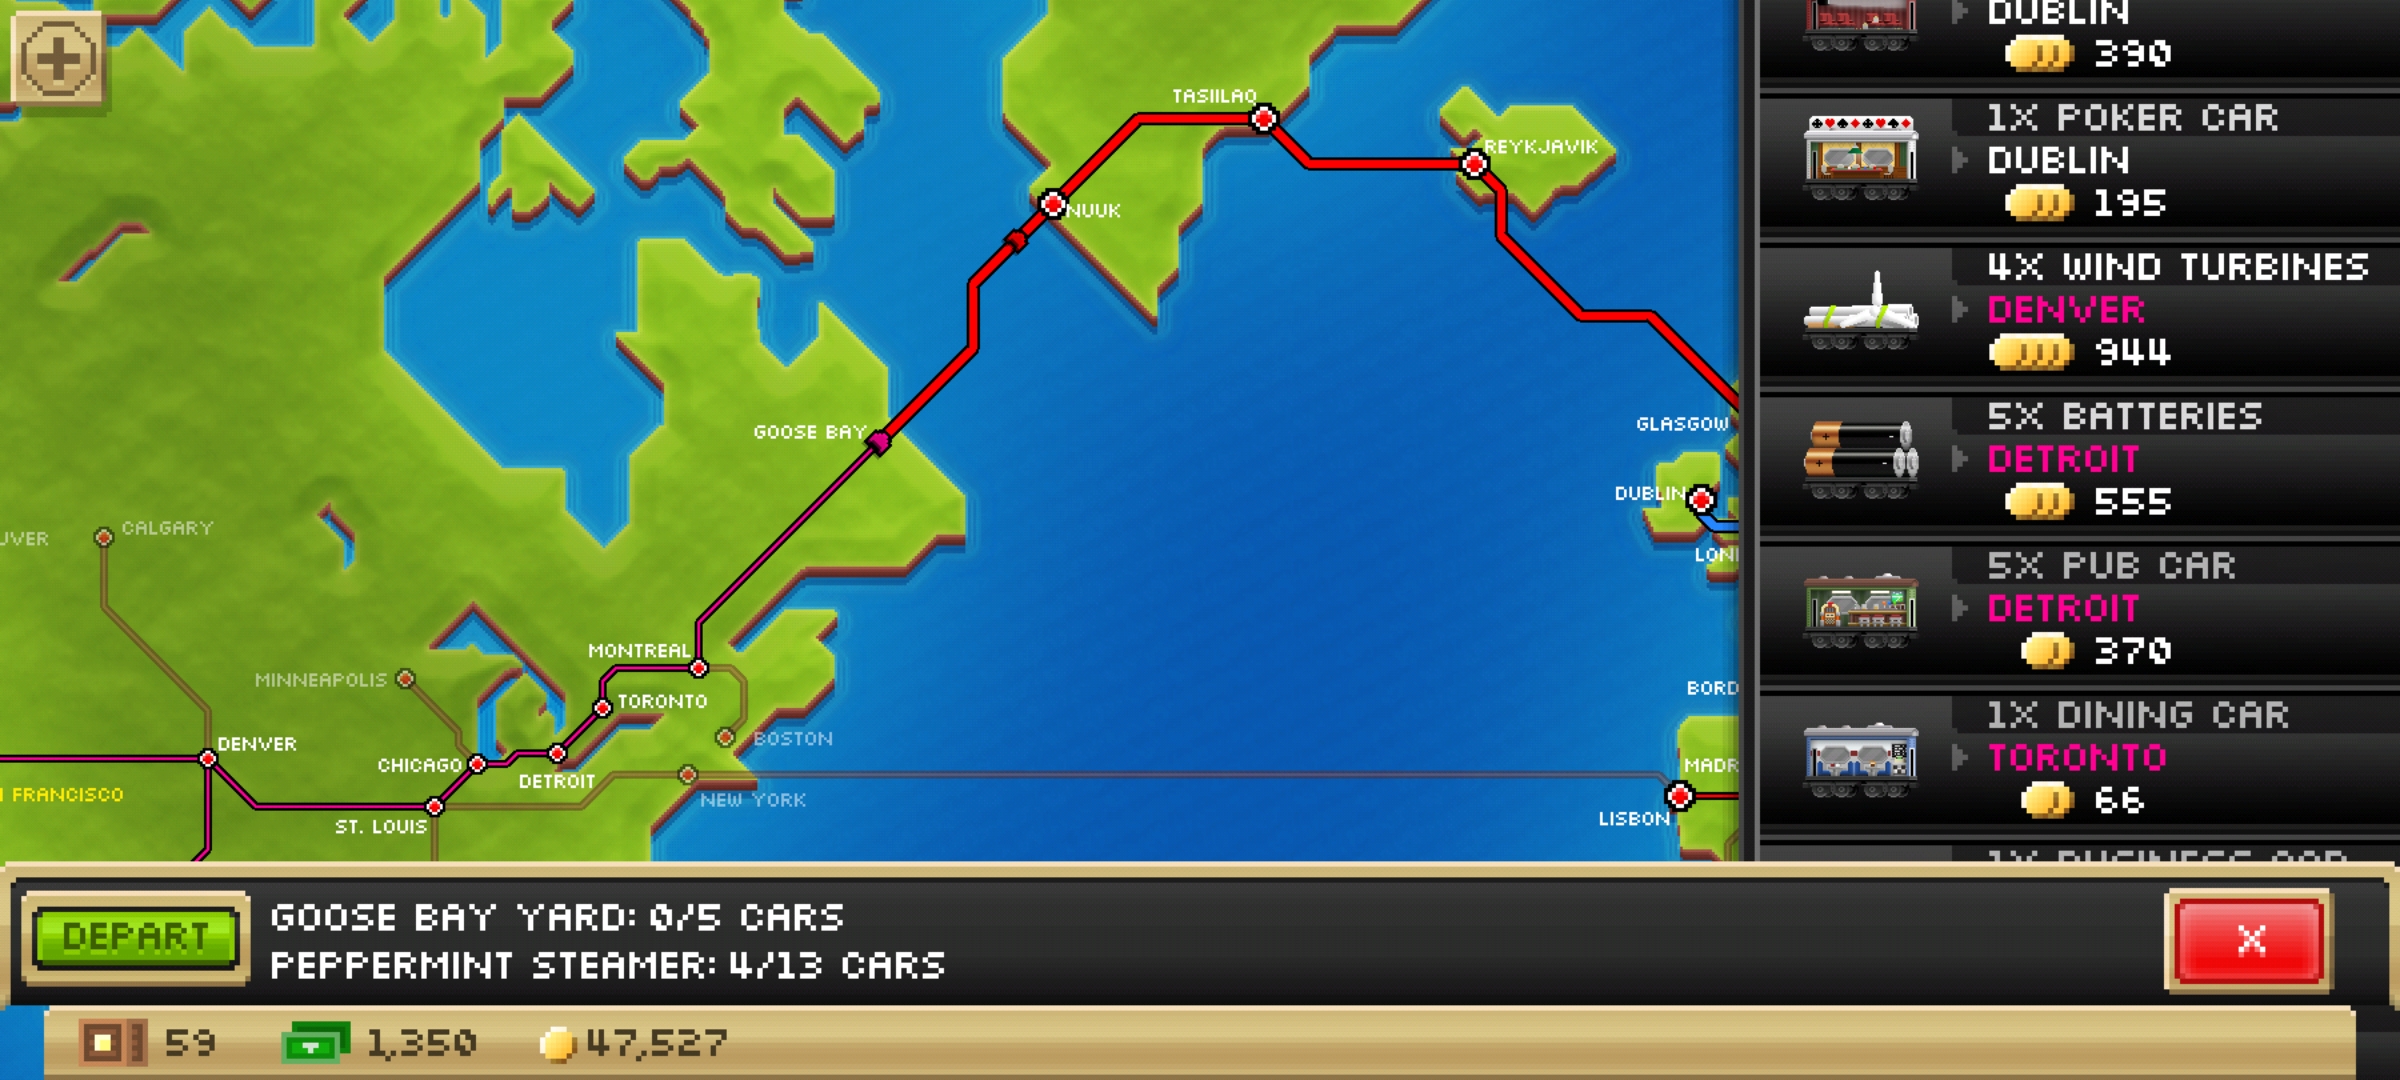 TASIILAQ
REYKJAVIK
NUUK
GOOSE BAY
GLASGOW
DUBLIN
CALGARY
MONTREAL
MINNEAPOLIS
TORONTO
BOSTON
DENVER
CHICAGO
DETROIT
NEW YORK
FRANCISCO
ST. LOUIS
LISBON
DUBLIN
390
1X POKER CAR
DUBLIN
195
4X WIND TURBINES
DENVER
944
5X BATTERIES
DETROIT
555
5X PUB CAR
DETROIT
370
1X DINING CAR
TORONTO
66
1X BUSINESS CAR
DEPART
GOOSE BAY YARD: 0/5 CARS
PEPPERMINT STEAMER: 4/13 CARS
X
59
1,350
47,527